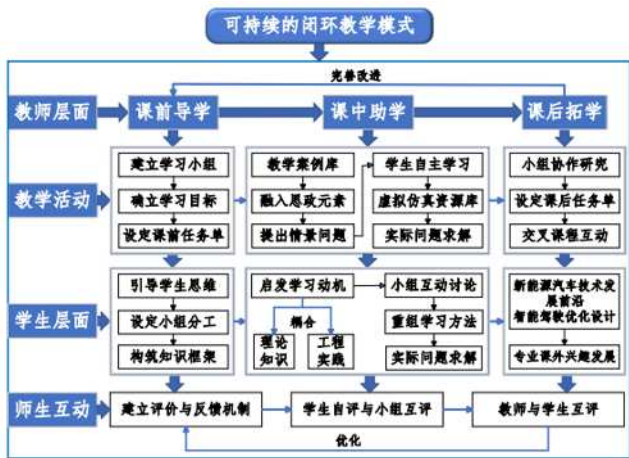 可持续的闭环教学模式
完善改进
教师层面
课前导学
课中助学
课后拓学
教学活动
建立学习小组
确立学习目标
设定课前任务单
教学案例库
融入思政元素
提出情景问题
学生自主学习
虚拟仿真资源库
实际问题求解
小组协作研究
设定课后任务单
交叉课程互动
学生层面
引导学生思维
设定小组分工
构筑知识框架
启发学习动机
耦合
理论
知识
工程
实践
小组互动讨论
重组学习方法
实际问题求解
新能源汽车技术发
展前沿
智能驾驶优化设计
专业课外兴趣发展
师生互动
建立评价与反馈机制
学生自评与小组互评
教师与学生互评
优化